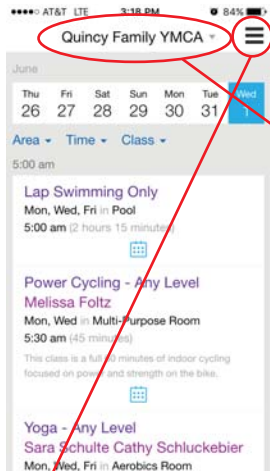 AT&T LTE 3:18 PM 84%
Quincy Family YMCA
June
Thu Fri Sat Sun Mon Tue Wed
26 27 28 29 30 31 1
Area Time Class
5:00 am
Lap Swimming Only
Mon, Wed, Fri in Pool
5:00 am (2 hours 15 minutes)
Power Cycling - Any Level
Melissa Foltz
Mon, Wed in Multi-Purpose Room
5:30 am (45 minutes)
This class is a full 60 minutes of indoor cycling
focused on power and strength on the bike.
Yoga - Any Level
Sara Schulte Cathy Schluckebier
Mon, Wed, Fri in Aerobics Room